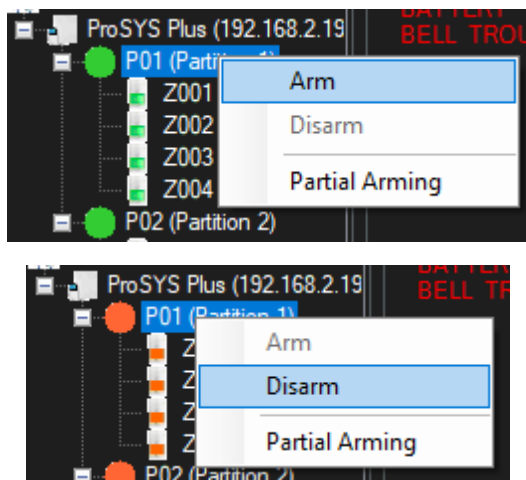 ProSYS Plus (192.168.2.19
BATTERY
BELL TROU
P01 (Partition 1)
Arm
Z001
Z002
Disarm
Z003
Z004
Partial Arming
P02 (Partition 2)
ProSYS Plus (192.168.2.19
BATTER
BELL TR
P01 (Partition 1)
Arm
Z
Z
Disarm
Z
Z
Partial Arming
P02 (Partition 2)